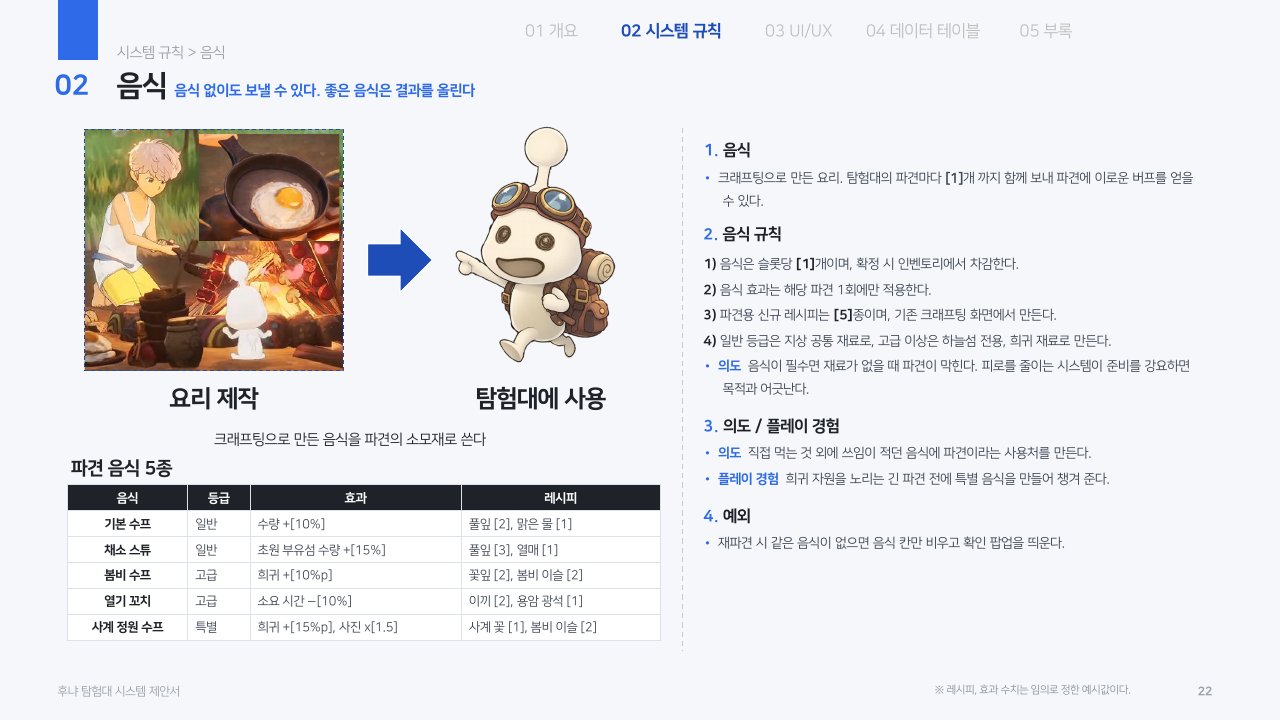 01 개요 02 시스템 규칙 03 UI/UX 04 데이터 테이블 05 부록
시스템 규칙 > 음식
02 음식 음식 없이도 보낼 수 있다. 좋은 음식은 결과를 올린다
요리 제작
탐험대에 사용
크래프팅으로 만든 음식을 파견의 소모재로 쓴다
파견 음식 5종
음식 등급 효과 레시피
기본 수프 일반 수량 +[10%] 풀잎 [2], 맑은 물 [1]
채소 스튜 일반 초원 부유섬 수량 +[15%] 풀잎 [3], 열매 [1]
봄비 수프 고급 희귀 +[10%p] 꽃잎 [2], 봄비 이슬 [2]
열기 꼬치 고급 소요 시간 −[10%] 이끼 [2], 용암 광석 [1]
사계 정원 수프 특별 희귀 +[15%p], 사진 x[1.5] 사계 꽃 [1], 봄비 이슬 [2]
1. 음식
• 크래프팅으로 만든 요리. 탐험대의 파견마다 [1]개 까지 함께 보내 파견에 이로운 버프를 얻을
수 있다.
2. 음식 규칙
1) 음식은 슬롯당 [1]개이며, 확정 시 인벤토리에서 차감한다.
2) 음식 효과는 해당 파견 1회에만 적용한다.
3) 파견용 신규 레시피는 [5]종이며, 기존 크래프팅 화면에서 만든다.
4) 일반 등급은 지상 공통 재료로, 고급 이상은 하늘섬 전용, 희귀 재료로 만든다.
• 의도 음식이 필수면 재료가 없을 때 파견이 막힌다. 피로를 줄이는 시스템이 준비를 강요하면
목적과 어긋난다.
3. 의도 / 플레이 경험
• 의도 직접 먹는 것 외에 쓰임이 적던 음식에 파견이라는 사용처를 만든다.
• 플레이 경험 희귀 자원을 노리는 긴 파견 전에 특별 음식을 만들어 챙겨 준다.
4. 예외
• 재파견 시 같은 음식이 없으면 음식 칸만 비우고 확인 팝업을 띄운다.
후냐 탐험대 시스템 제안서
※ 레시피, 효과 수치는 임의로 정한 예시값이다.
22